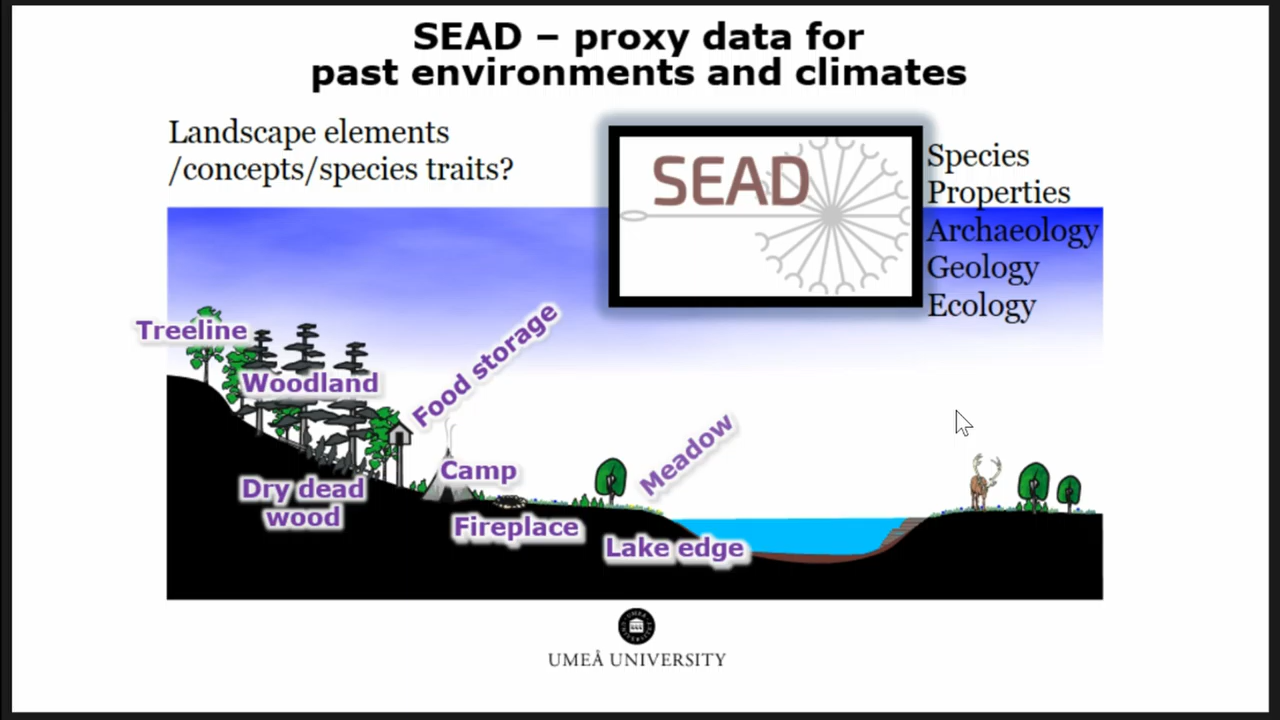 SEAD – proxy data for
past environments and climates
Landscape elements
/concepts/species traits?
SEAD
Species
Properties
Archaeology
Geology
Ecology
Treeline
Woodland
Food storage
Dry dead
wood
Camp
Fireplace
Meadow
Lake edge
UMEÅ UNIVERSITY